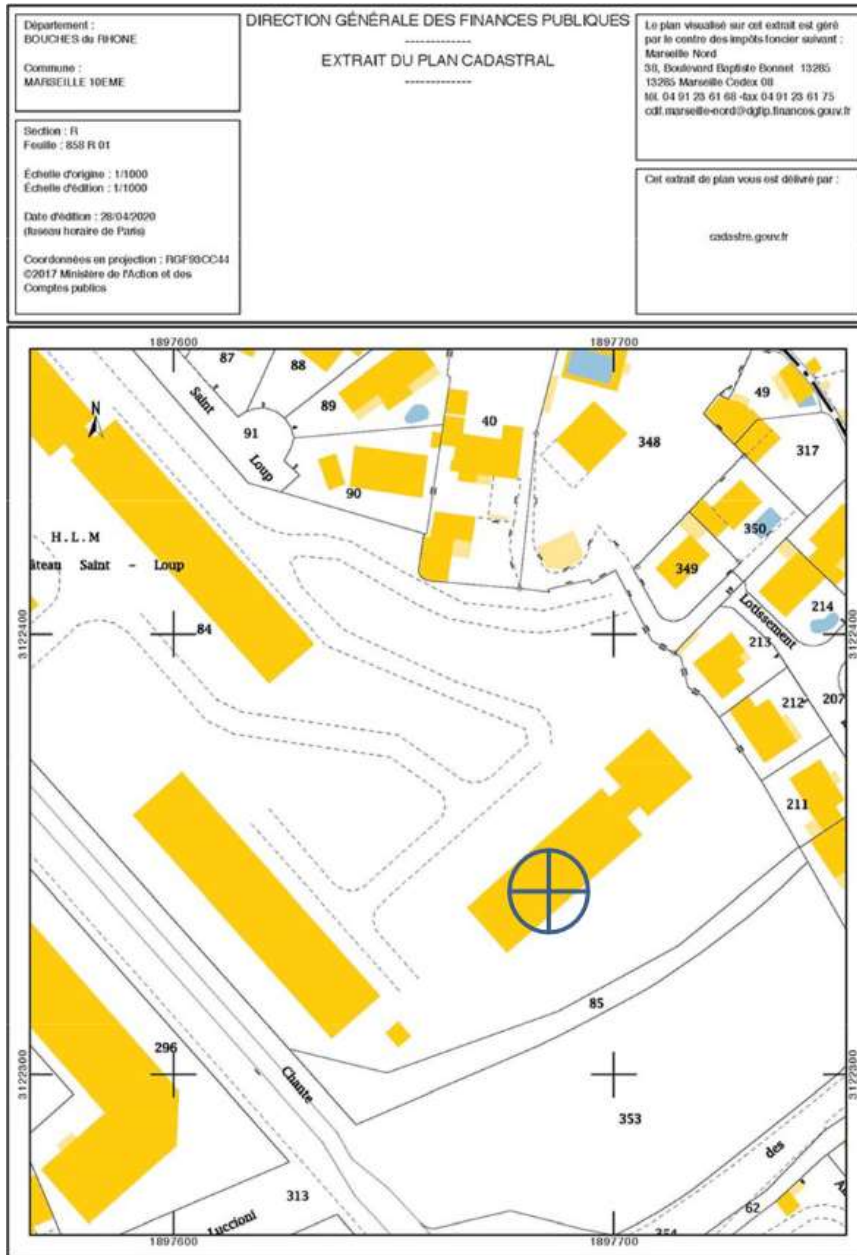 Département :
BOUCHES du RHONE
Commune :
MARSEILLE 10EME
Section : R
Feuille : 858 R 01
Échelle d'origine : 1/1000
Échelle d'édition : 1/1000
Date d'édition : 28/04/2020
(fuseau horaire de Paris)
Coordonnées en projection : RGF93CC44
©2017 Ministère de l'Action et des
Comptes publics
DIRECTION GÉNÉRALE DES FINANCES PUBLIQUES
-------------
EXTRAIT DU PLAN CADASTRAL
-------------
Le plan visualisé sur cet extrait est géré
par le centre des impôts foncier suivant :
Marseille Nord
38, Boulevard Baptiste Bonnet 13285
13285 Marseille Cedex 08
tél. 04 91 23 61 68 -fax 04 91 23 61 75
cdif.marseille-nord@dgfip.finances.gouv.fr
Cet extrait de plan vous est délivré par :
cadastre.gouv.fr
1897600
1897700
87
88
89
49
Saint
91
40
348
317
N
Loup
90
350
H.L.M
âteau Saint - Loup
349
Lotissement
214
3122400
84
213
3122400
212
207
211
85
296
3122300
Chante
3122300
353
des
313
62
Luccioni
354
1897600
1897700